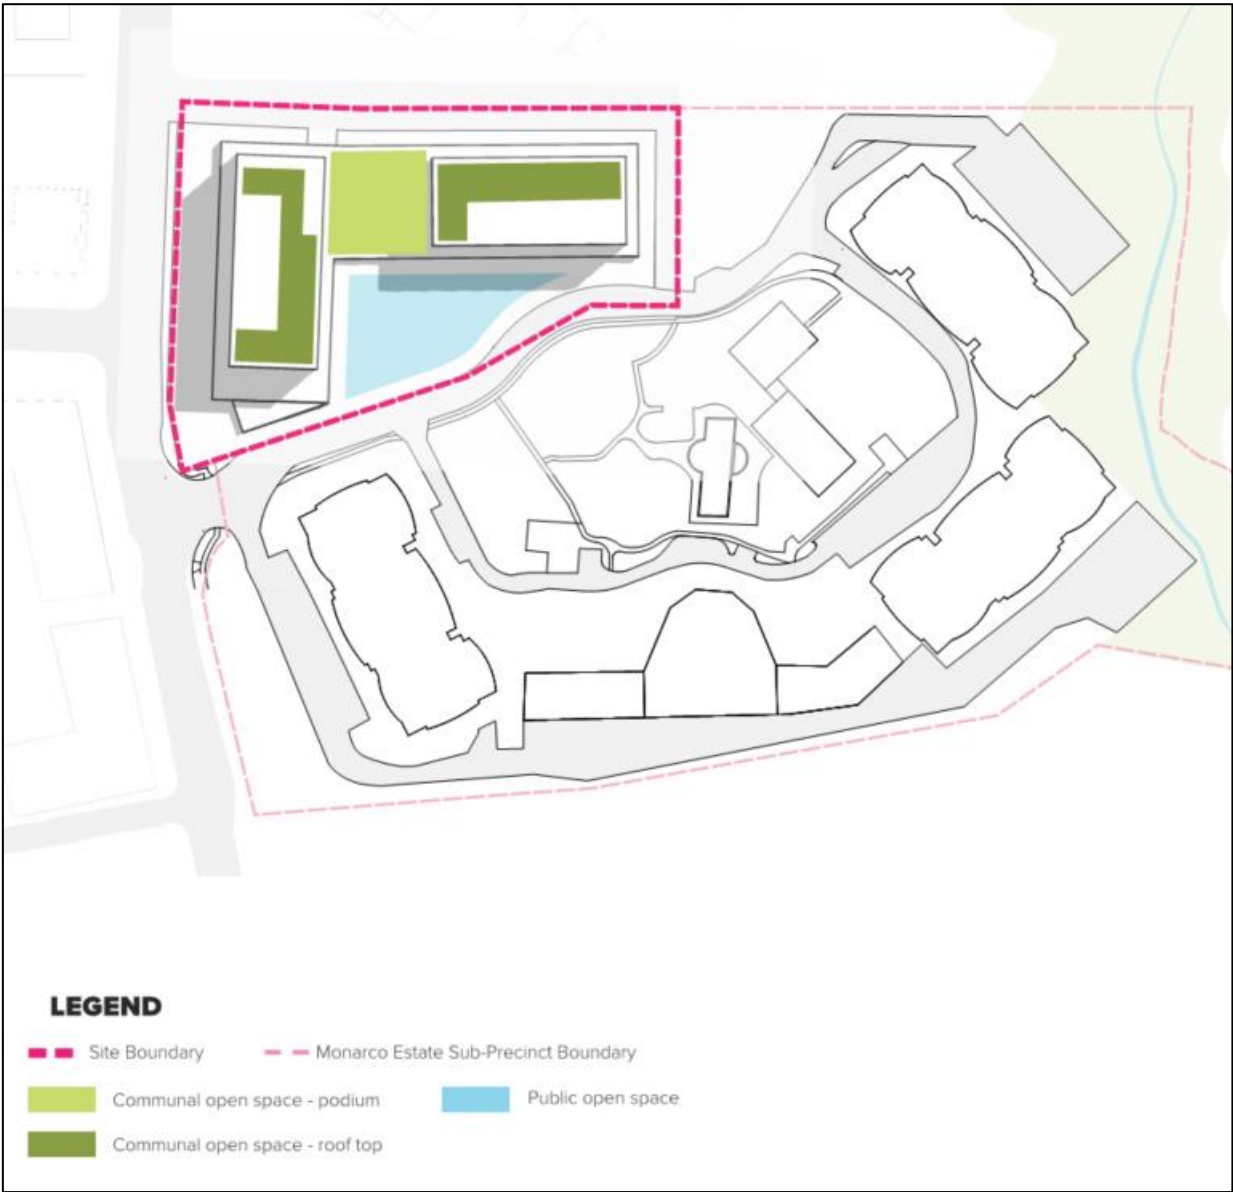 LEGEND
Site Boundary
Monarco Estate Sub-Precinct Boundary
Communal open space - podium
Public open space
Communal open space - roof top